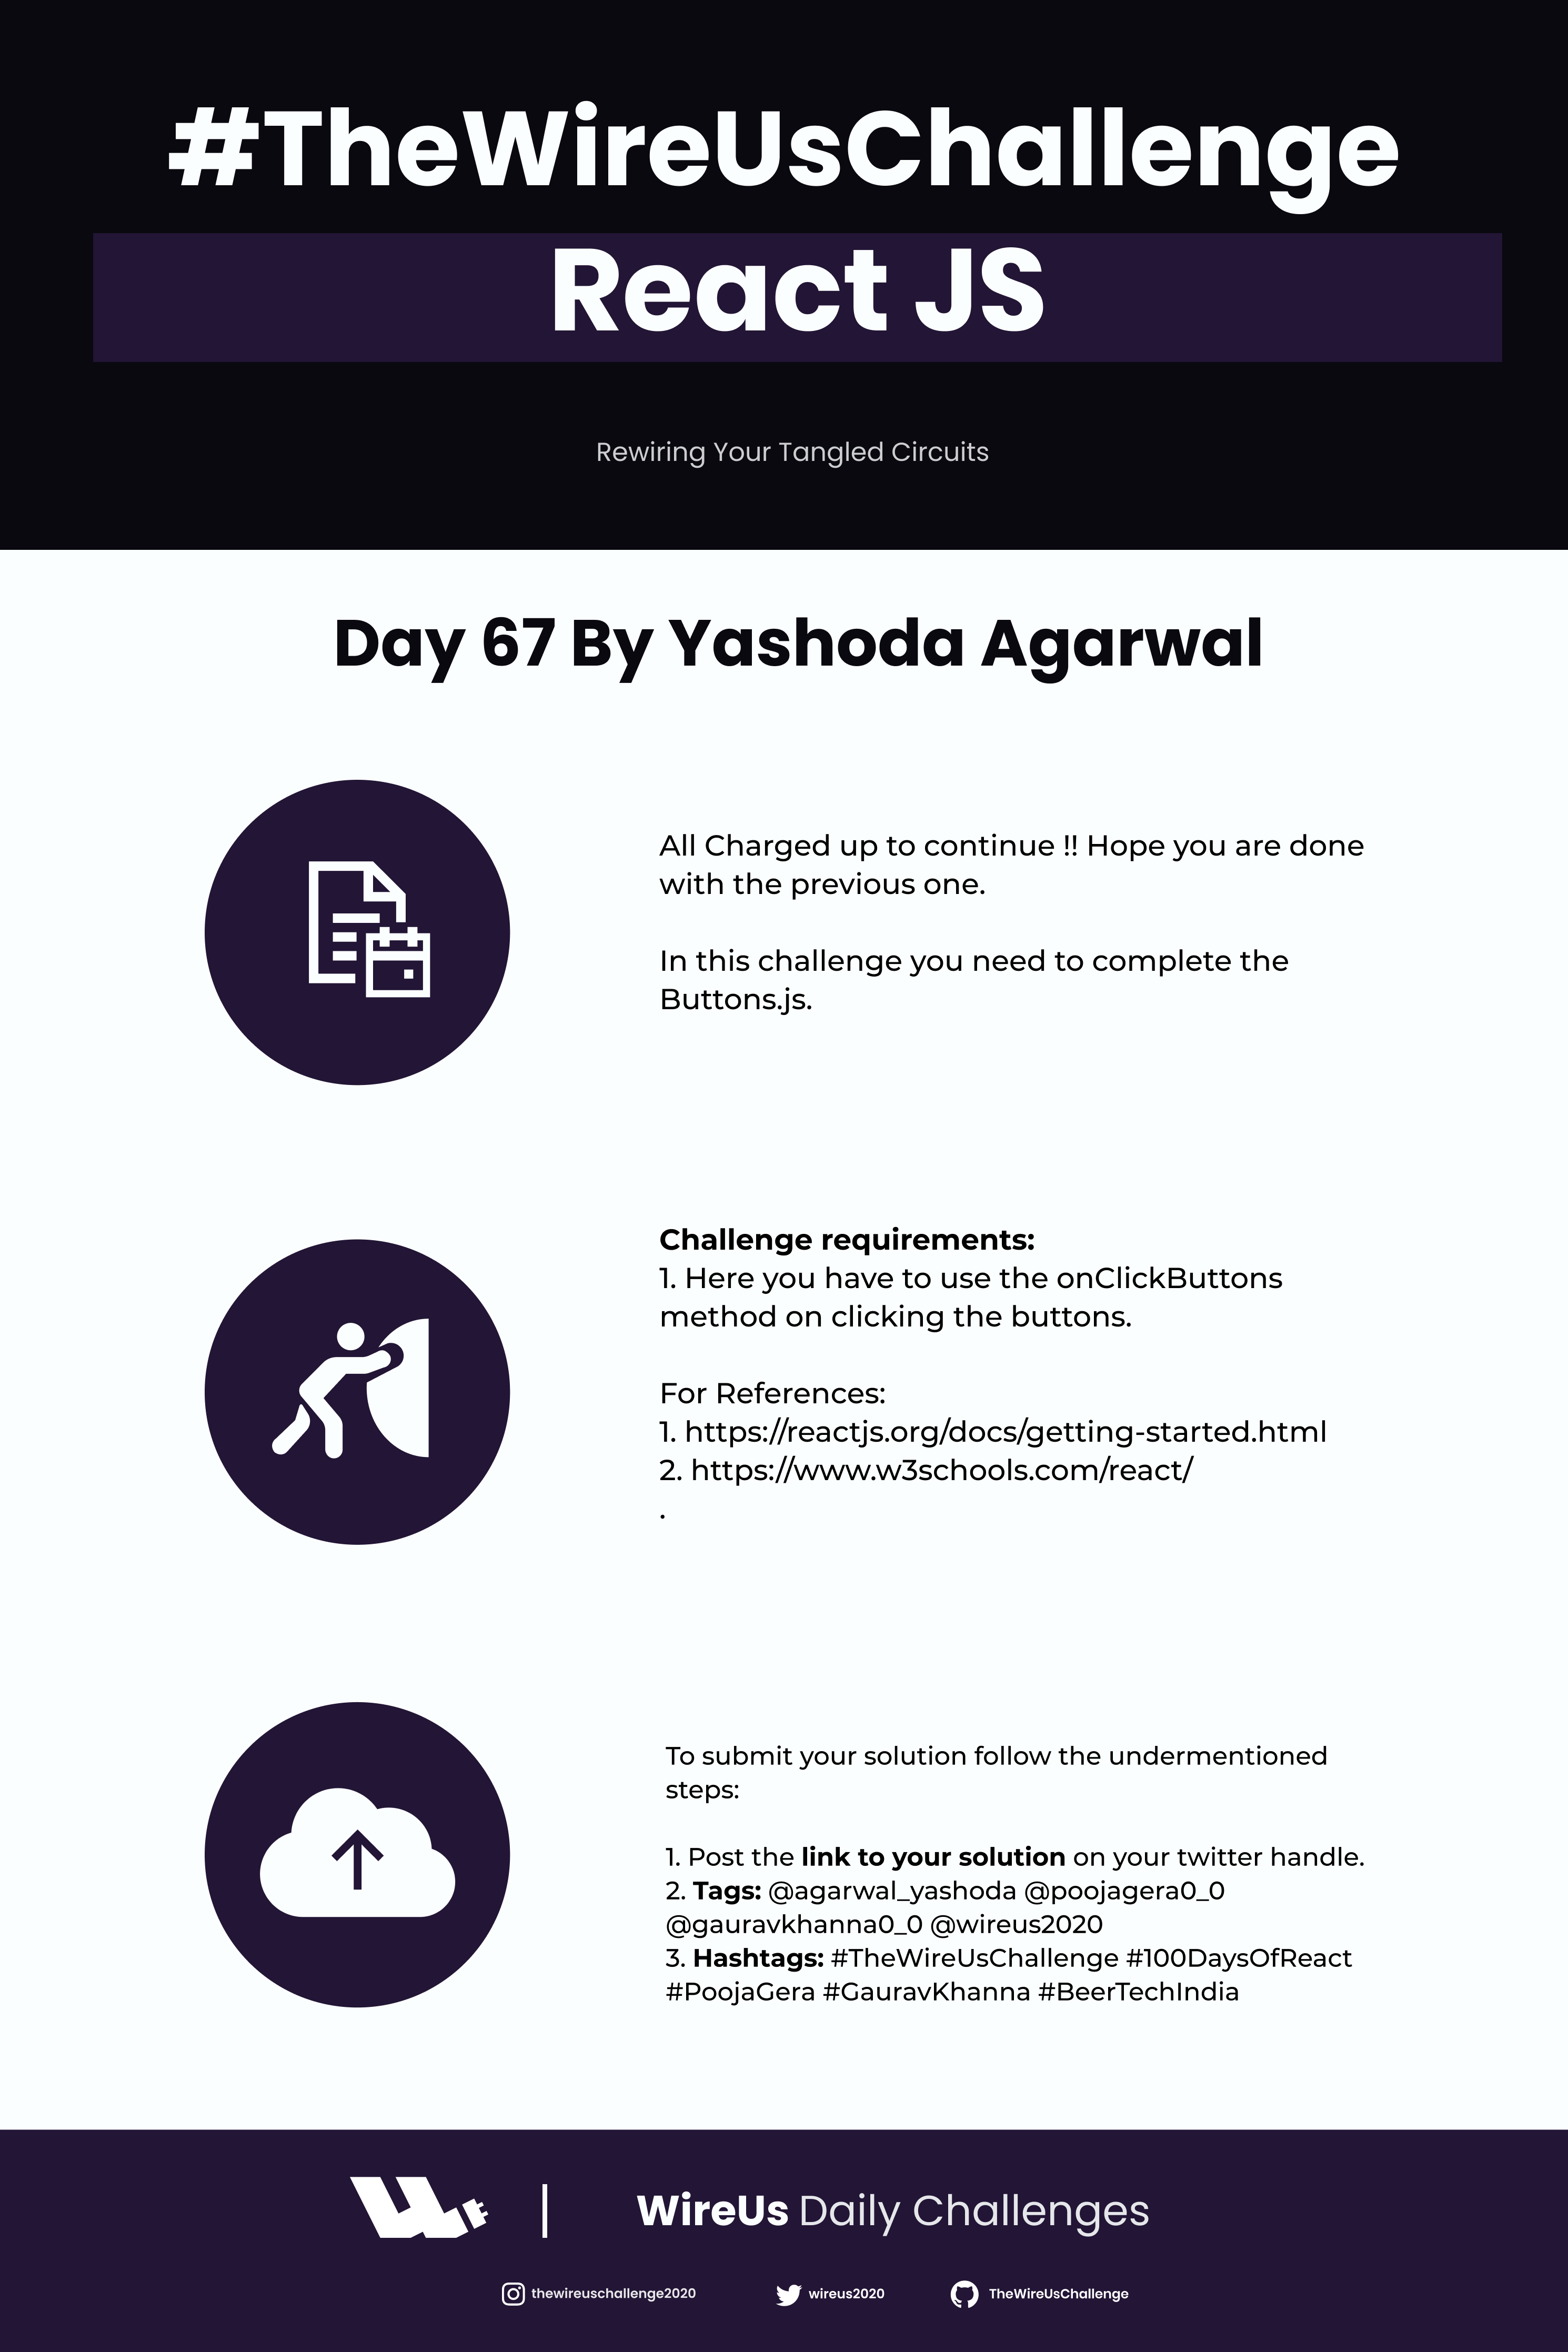 #TheWireUsChallenge
React JS
Rewiring Your Tangled Circuits
Day 67 By Yashoda Agarwal
All Charged up to continue !! Hope you are done
with the previous one.
In this challenge you need to complete the
Buttons.js.
Challenge requirements:
1. Here you have to use the onClickButtons
method on clicking the buttons.
For References:
1. https://reactjs.org/docs/getting-started.html
2. https://www.w3schools.com/react/
.
To submit your solution follow the undermentioned
steps:
1. Post the link to your solution on your twitter handle.
2. Tags: @agarwal_yashoda @poojagera0_0
@gauravkhanna0_0 @wireus2020
3. Hashtags: #TheWireUsChallenge #100DaysOfReact
#PoojaGera #GauravKhanna #BeerTechIndia
WireUs Daily Challenges
thewireuschallenge2020 wireus2020 TheWireUsChallenge